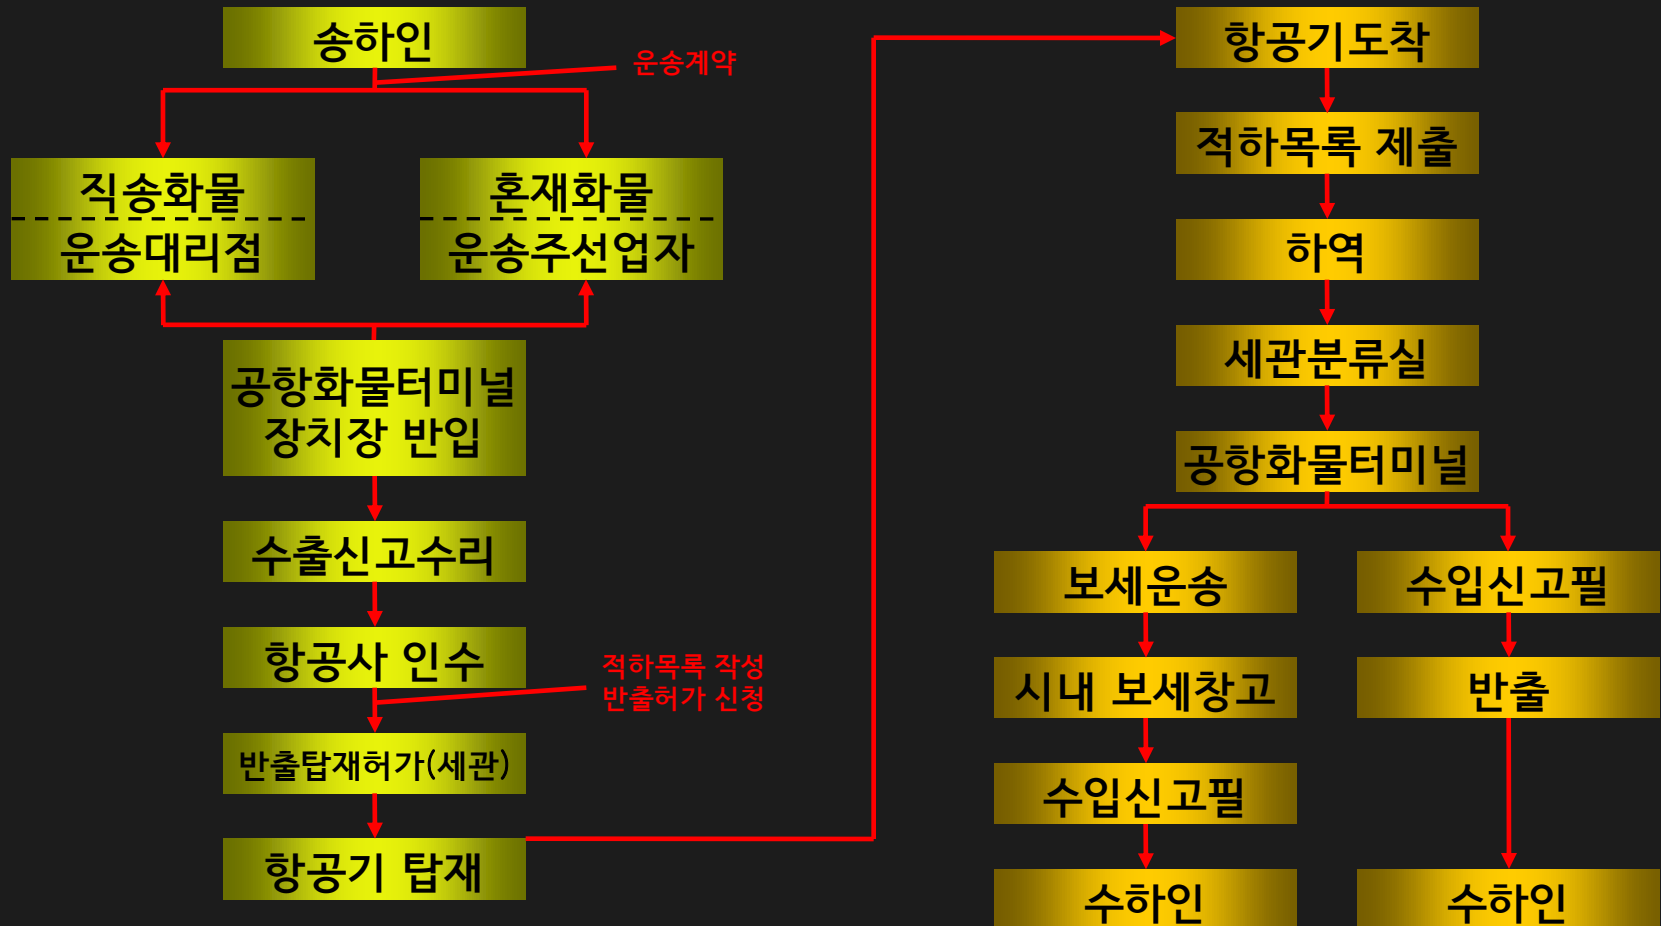 송하인
운송계약
직송화물
운송대리점
혼재화물
운송주선업자
공항화물터미널
장치장 반입
수출신고수리
항공사 인수
적하목록 작성
반출허가 신청
반출탑재허가(세관)
항공기 탑재
항공기도착
적하목록 제출
하역
세관분류실
공항화물터미널
보세운송
시내 보세창고
수입신고필
수하인
수입신고필
반출
수하인